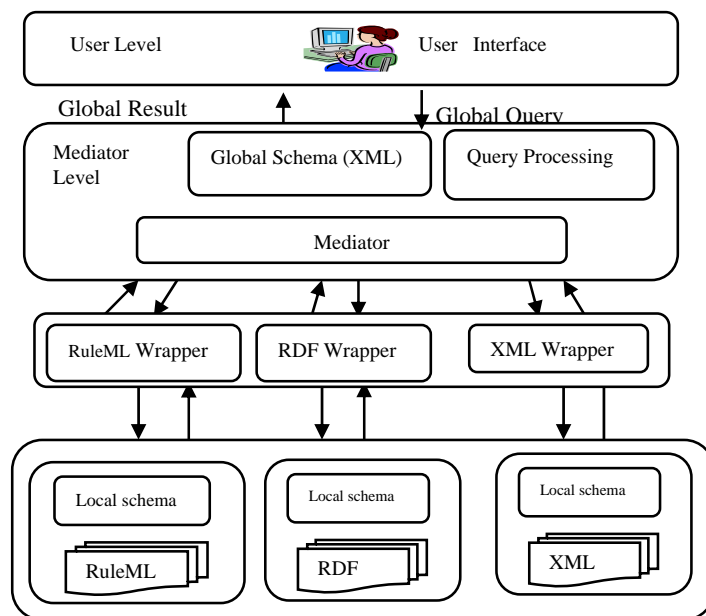 User Level
User Interface
Global Result
Global Query
Mediator
Level
Global Schema (XML)
Query Processing
Mediator
RuleML Wrapper
RDF Wrapper
XML Wrapper
Local schema
Local schema
Local schema
RuleML
RDF
XML